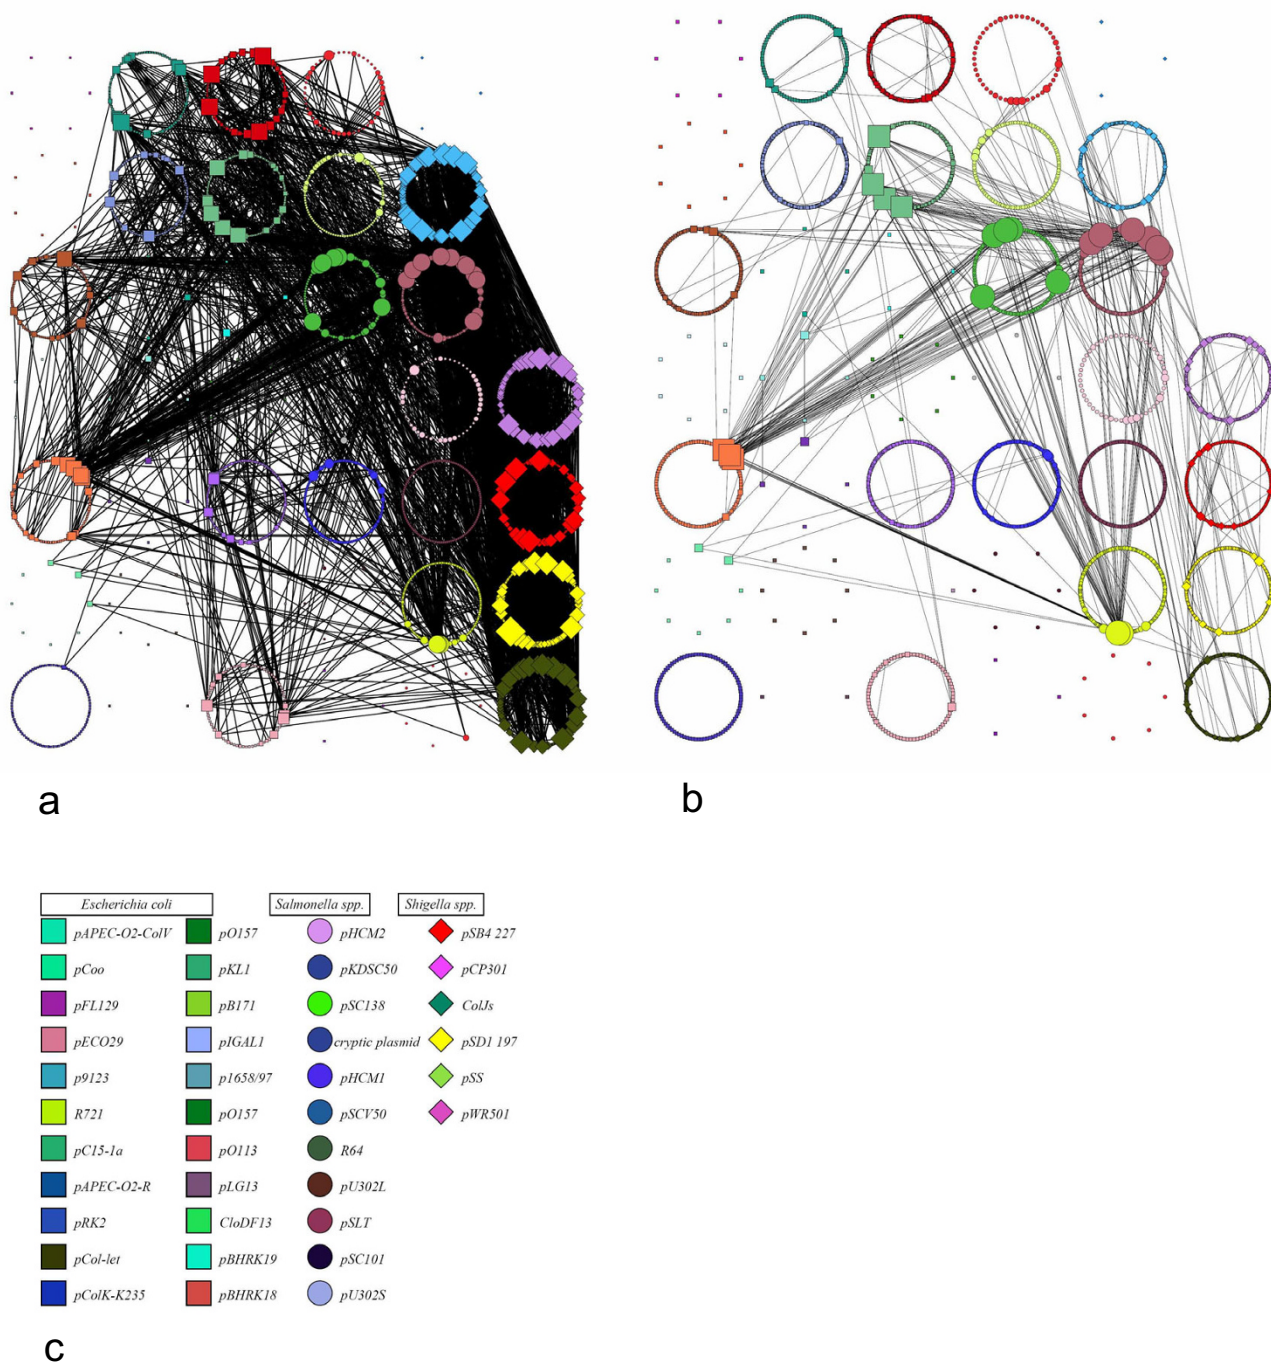 a
b
Escherichia coli
Salmonella spp.
Shigella spp.
pAPEC-O2-ColV
pO157
pHCM2
pSB4 227
pCoo
pKL1
pKDSC50
pCP301
pFL129
pB171
pSC138
ColJs
pECO29
pIGAL1
cryptic plasmid
pSD1 197
p9123
p1658/97
pHCM1
pSS
R721
pO157
pSCV50
pWR501
pC15-1a
pO113
R64
pAPEC-O2-R
pLG13
pU302L
pRK2
CloDF13
pSLT
pCol-let
pBHRK19
pSC101
pColK-K235
pBHRK18
pU302S
c